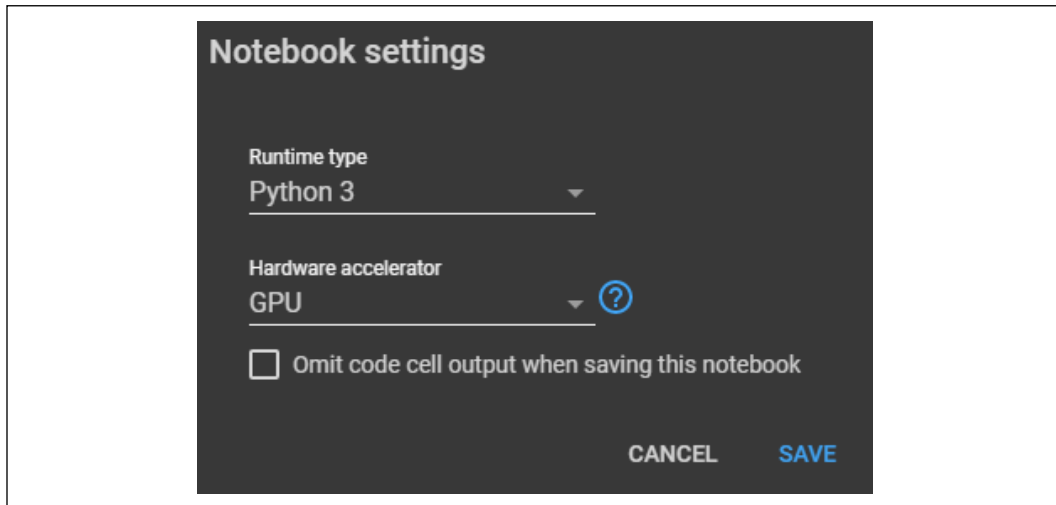 Notebook settings
Runtime type
Python 3
Hardware accelerator
GPU
?
Omit code cell output when saving this notebook
CANCEL SAVE